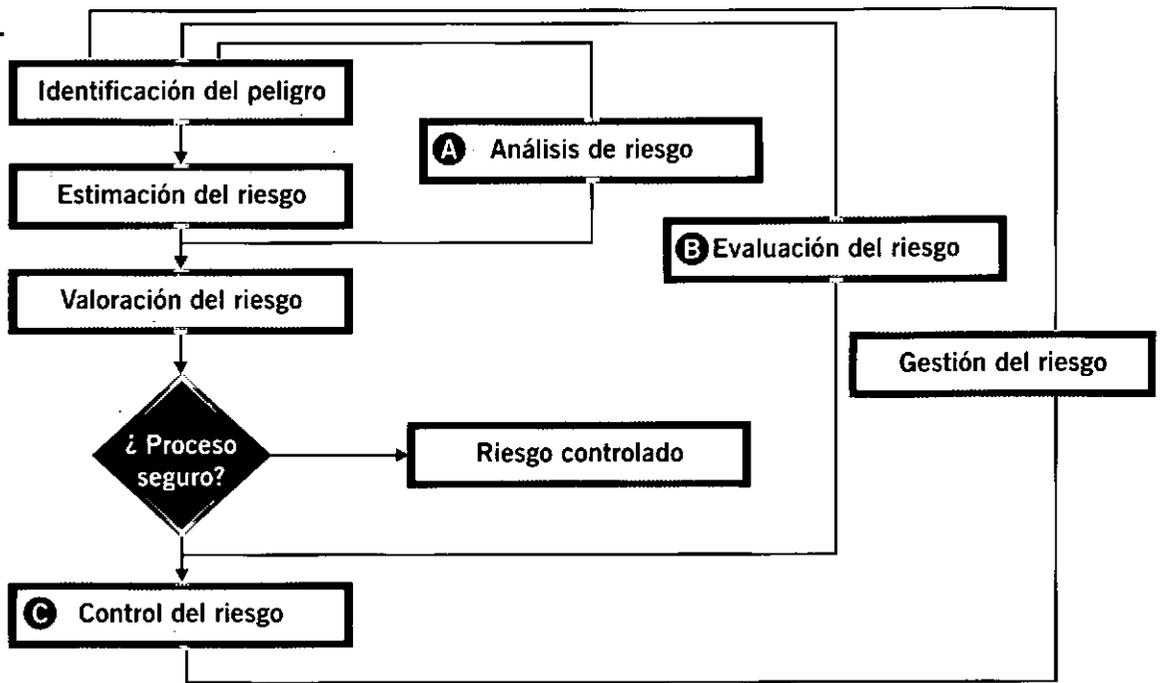 Identificación del peligro
A Análisis de riesgo
Estimación del riesgo
B Evaluación del riesgo
Valoración del riesgo
Gestión del riesgo
¿ Proceso
seguro?
Riesgo controlado
C Control del riesgo